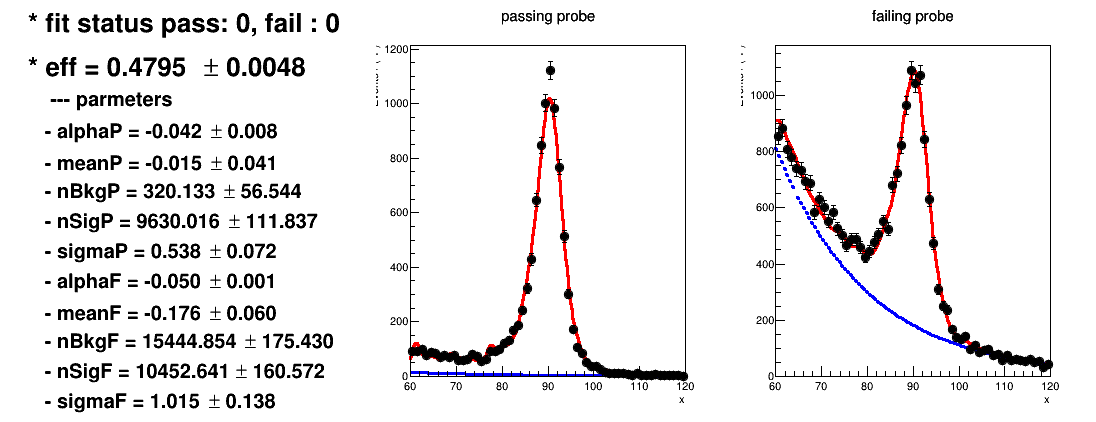 * fit status pass: 0, fail : 0
* eff = 0.4795 ± 0.0048
--- parmeters
- alphaP = -0.042 ± 0.008
- meanP = -0.015 ± 0.041
- nBkgP = 320.133 ± 56.544
- nSigP = 9630.016 ± 111.837
- sigmaP = 0.538 ± 0.072
- alphaF = -0.050 ± 0.001
- meanF = -0.176 ± 0.060
- nBkgF = 15444.854 ± 175.430
- nSigF = 10452.641 ± 160.572
- sigmaF = 1.015 ± 0.138
passing probe
1200
1000
800
600
400
200
0
60 70 80 90 100 110 120
x
failing probe
1000
800
600
400
200
0
60 70 80 90 100 110 120
x